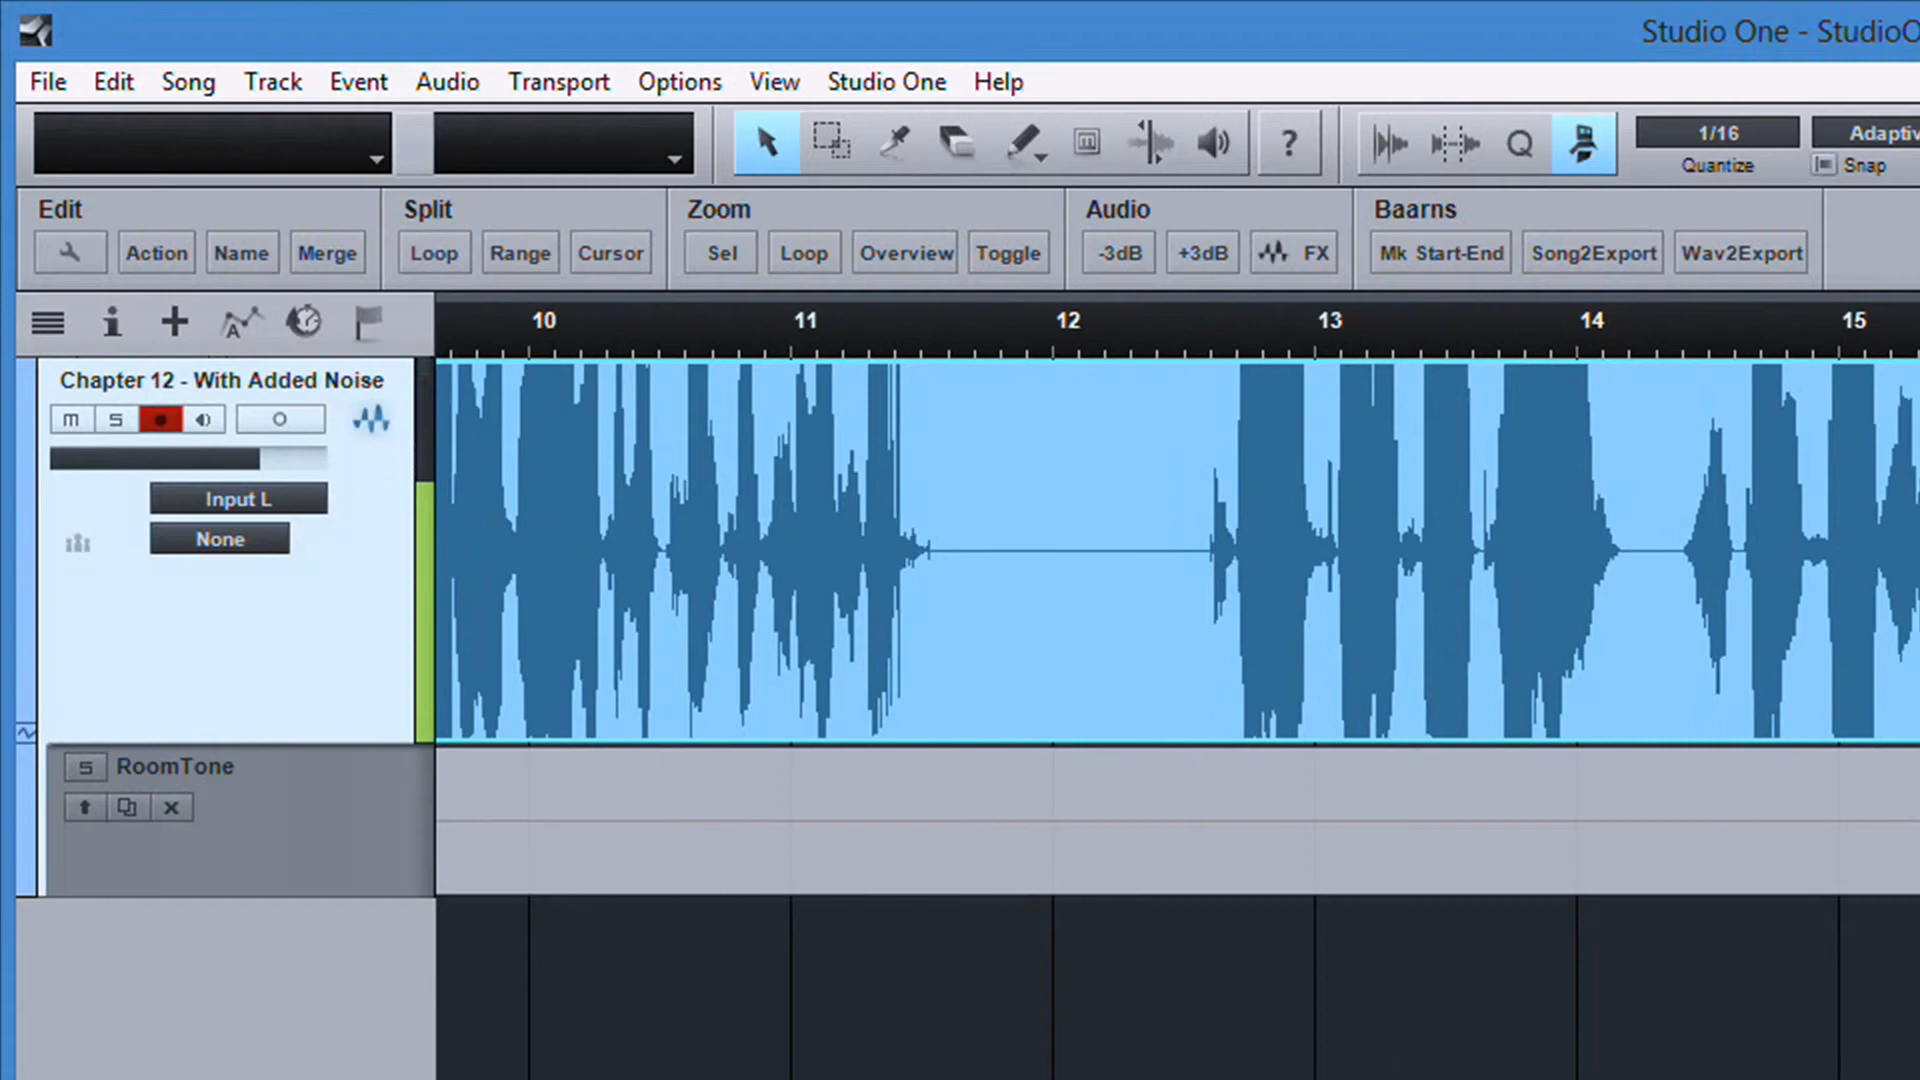 Studio One - StudioO
File Edit Song Track Event Audio Transport Options View Studio One Help
? Q 1/16 Adaptiv
Quantize Snap
Edit Split Zoom Audio Baarns
Action Name Merge Loop Range Cursor Sel Loop Overview Toggle -3dB +3dB FX Mk Start-End Song2Export Wav2Export
10 11 12 13 14 15
Chapter 12 - With Added Noise
M S
Input L
None
S RoomTone